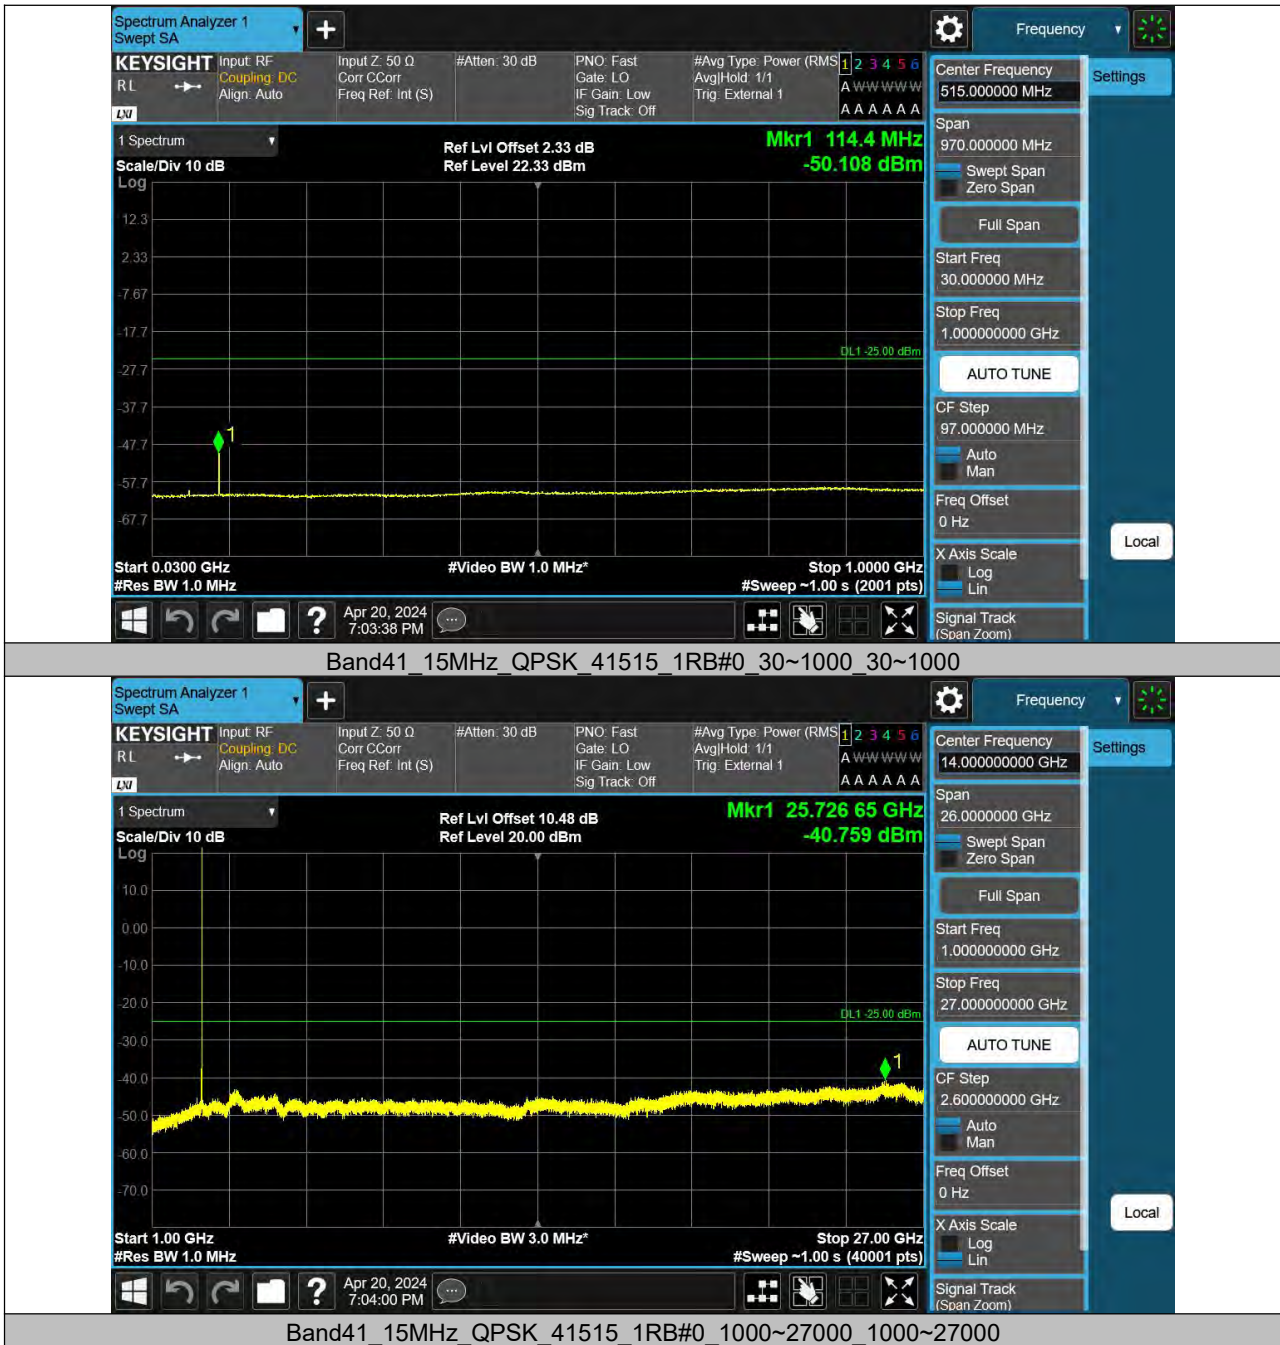 Spectrum Analyzer 1
Swept SA
Frequency
KEYSIGHT
RL
LXI
Input: RF
Coupling: DC
Align: Auto
Input Z: 50 Ω
Corr CCorr
Freq Ref: Int (S)
#Atten: 30 dB
PNO: Fast
Gate: LO
IF Gain: Low
Sig Track: Off
#Avg Type: Power (RMS
Avg|Hold: 1/1
Trig: External 1
1 2 3 4 5 6
A W W W W W
A A A A A A
1 Spectrum
Scale/Div 10 dB
Log
Ref Lvl Offset 2.33 dB
Ref Level 22.33 dBm
Mkr1 114.4 MHz
-50.108 dBm
12.3
2.33
-7.67
-17.7
-27.7
-37.7
-47.7
-57.7
-67.7
DL1 -25.00 dBm
1
Start 0.0300 GHz
#Res BW 1.0 MHz
#Video BW 1.0 MHz*
Stop 1.0000 GHz
#Sweep ~1.00 s (2001 pts)
Apr 20, 2024
7:03:38 PM
Center Frequency
515.000000 MHz
Span
970.000000 MHz
Swept Span
Zero Span
Full Span
Start Freq
30.000000 MHz
Stop Freq
1.000000000 GHz
AUTO TUNE
CF Step
97.000000 MHz
Auto
Man
Freq Offset
0 Hz
X Axis Scale
Log
Lin
Signal Track
(Span Zoom)
Settings
Local
Band41_15MHz_QPSK_41515_1RB#0_30~1000_30~1000
Spectrum Analyzer 1
Swept SA
Frequency
KEYSIGHT
RL
LXI
Input: RF
Coupling: DC
Align: Auto
Input Z: 50 Ω
Corr CCorr
Freq Ref: Int (S)
#Atten: 30 dB
PNO: Fast
Gate: LO
IF Gain: Low
Sig Track: Off
#Avg Type: Power (RMS
Avg|Hold: 1/1
Trig: External 1
1 2 3 4 5 6
A W W W W W
A A A A A A
1 Spectrum
Scale/Div 10 dB
Log
Ref Lvl Offset 10.48 dB
Ref Level 20.00 dBm
Mkr1 25.726 65 GHz
-40.759 dBm
10.0
0.00
-10.0
-20.0
-30.0
-40.0
-50.0
-60.0
-70.0
DL1 -25.00 dBm
1
Start 1.00 GHz
#Res BW 1.0 MHz
#Video BW 3.0 MHz*
Stop 27.00 GHz
#Sweep ~1.00 s (40001 pts)
Apr 20, 2024
7:04:00 PM
Center Frequency
14.000000000 GHz
Span
26.0000000 GHz
Swept Span
Zero Span
Full Span
Start Freq
1.000000000 GHz
Stop Freq
27.000000000 GHz
AUTO TUNE
CF Step
2.600000000 GHz
Auto
Man
Freq Offset
0 Hz
X Axis Scale
Log
Lin
Signal Track
(Span Zoom)
Settings
Local
Band41_15MHz_QPSK_41515_1RB#0_1000~27000_1000~27000